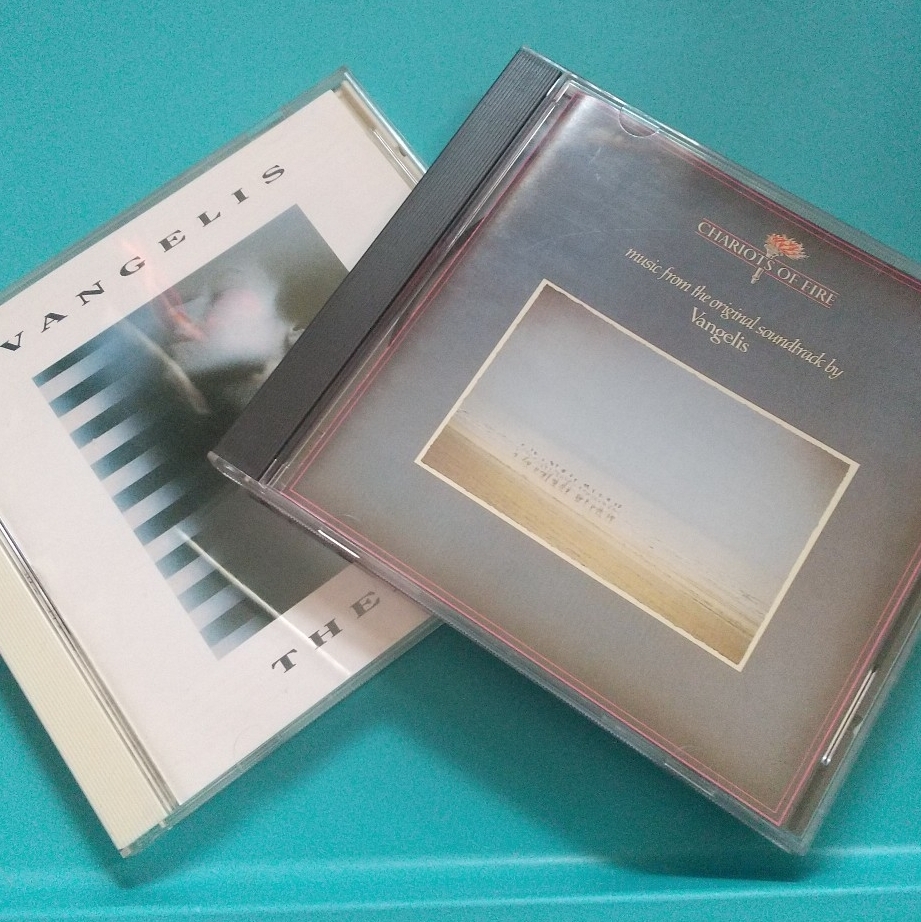 VANGELIS
THE
CHARIOTS OF FIRE
music from the original soundtrack by
Vangelis